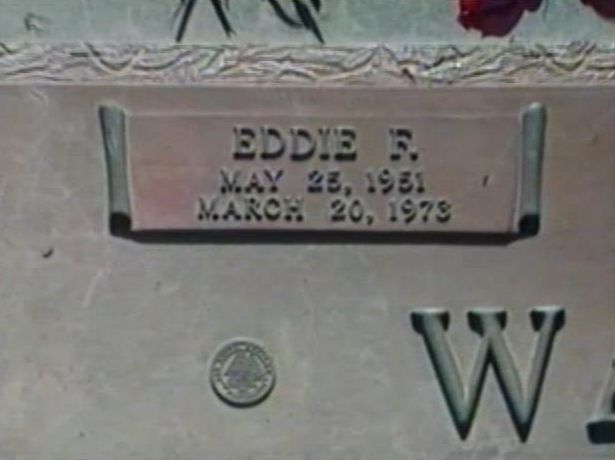 EDDIE F.
MAY 25, 1951
MARCH 20, 1973
W